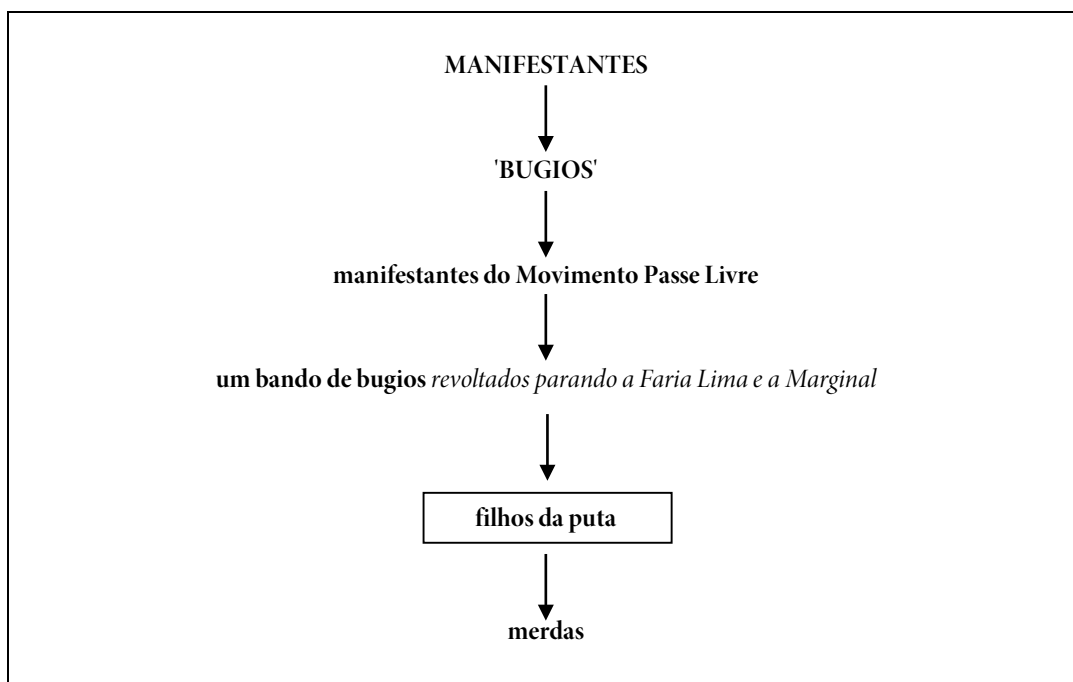 MANIFESTANTES
'BUGIOS'
manifestantes do Movimento Passe Livre
um bando de bugios revoltados parando a Faria Lima e a Marginal
filhos da puta
merdas